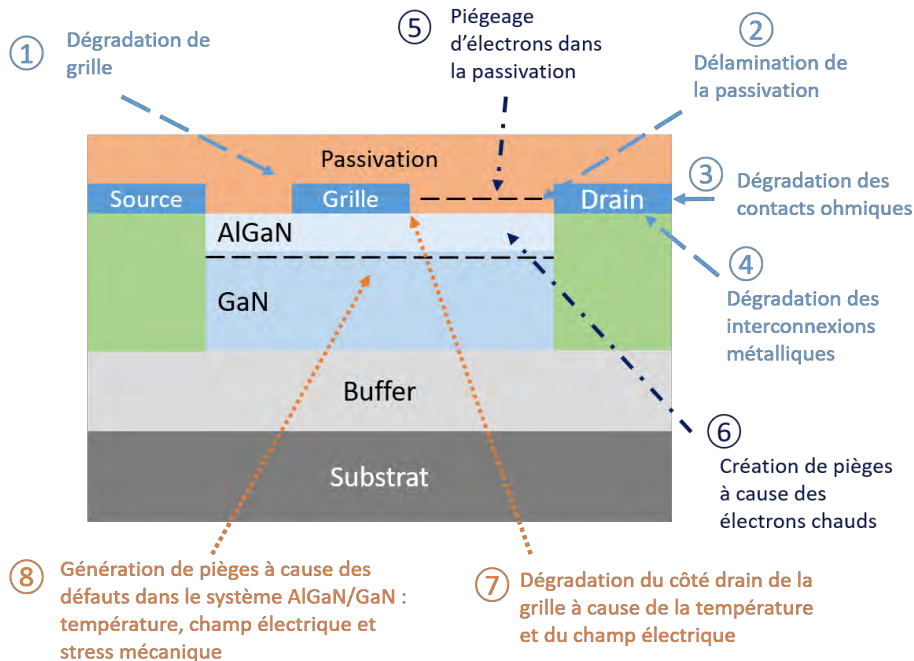 ① Dégradation de
grille
⑤ Piégeage
d'électrons dans
la passivation
②
Délamination de
la passivation
Passivation
Source
Grille
Drain
③ Dégradation des
contacts ohmiques
AlGaN
GaN
④
Dégradation des
interconnexions
métalliques
Buffer
Substrat
⑥
Création de pièges
à cause des
électrons chauds
⑧ Génération de pièges à cause des
défauts dans le système AlGaN/GaN :
température, champ électrique et
stress mécanique
⑦ Dégradation du côté drain de la
grille à cause de la température
et du champ électrique